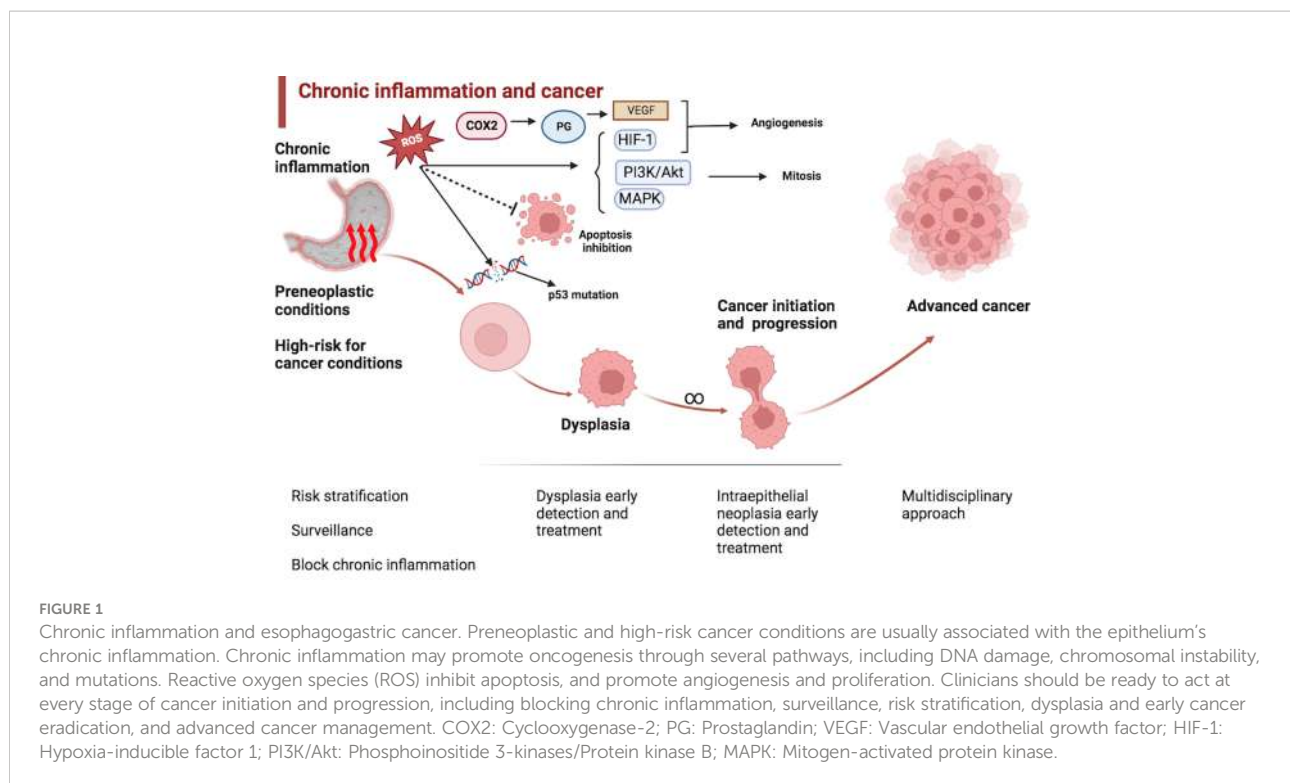 Chronic inflammation and cancer
COX2
PG
VEGF
HIF-1
PI3K/Akt
MAPK
Angiogenesis
Mitosis
ROS
Chronic
inflammation
Apoptosis
inhibition
p53 mutation
Preneoplastic
conditions
High-risk for
cancer conditions
Dysplasia
∞
Cancer initiation
and progression
Advanced cancer
Risk stratification
Surveillance
Block chronic inflammation
Dysplasia early
detection and
treatment
Intraepithelial
neoplasia early
detection and
treatment
Multidisciplinary
approach
FIGURE 1
Chronic inflammation and esophagogastric cancer. Preneoplastic and high-risk cancer conditions are usually associated with the epithelium's
chronic inflammation. Chronic inflammation may promote oncogenesis through several pathways, including DNA damage, chromosomal instability,
and mutations. Reactive oxygen species (ROS) inhibit apoptosis, and promote angiogenesis and proliferation. Clinicians should be ready to act at
every stage of cancer initiation and progression, including blocking chronic inflammation, surveillance, risk stratification, dysplasia and early cancer
eradication, and advanced cancer management. COX2: Cyclooxygenase-2; PG: Prostaglandin; VEGF: Vascular endothelial growth factor; HIF-1:
Hypoxia-inducible factor 1; PI3K/Akt: Phosphoinositide 3-kinases/Protein kinase B; MAPK: Mitogen-activated protein kinase.